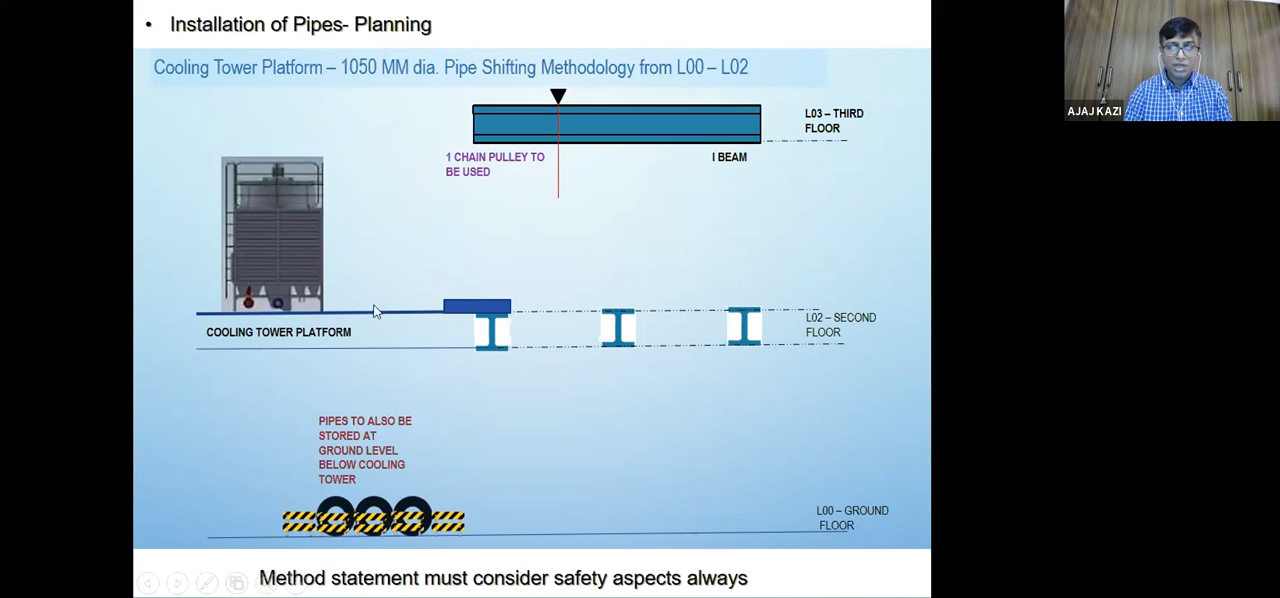 • Installation of Pipes- Planning
Cooling Tower Platform – 1050 MM dia. Pipe Shifting Methodology from L00 – L02
L03 – THIRD
FLOOR
1 CHAIN PULLEY TO
BE USED
I BEAM
AJAJ KAZI
COOLING TOWER PLATFORM
L02 – SECOND
FLOOR
PIPES TO ALSO BE
STORED AT
GROUND LEVEL
BELOW COOLING
TOWER
L00 – GROUND
FLOOR
Method statement must consider safety aspects always